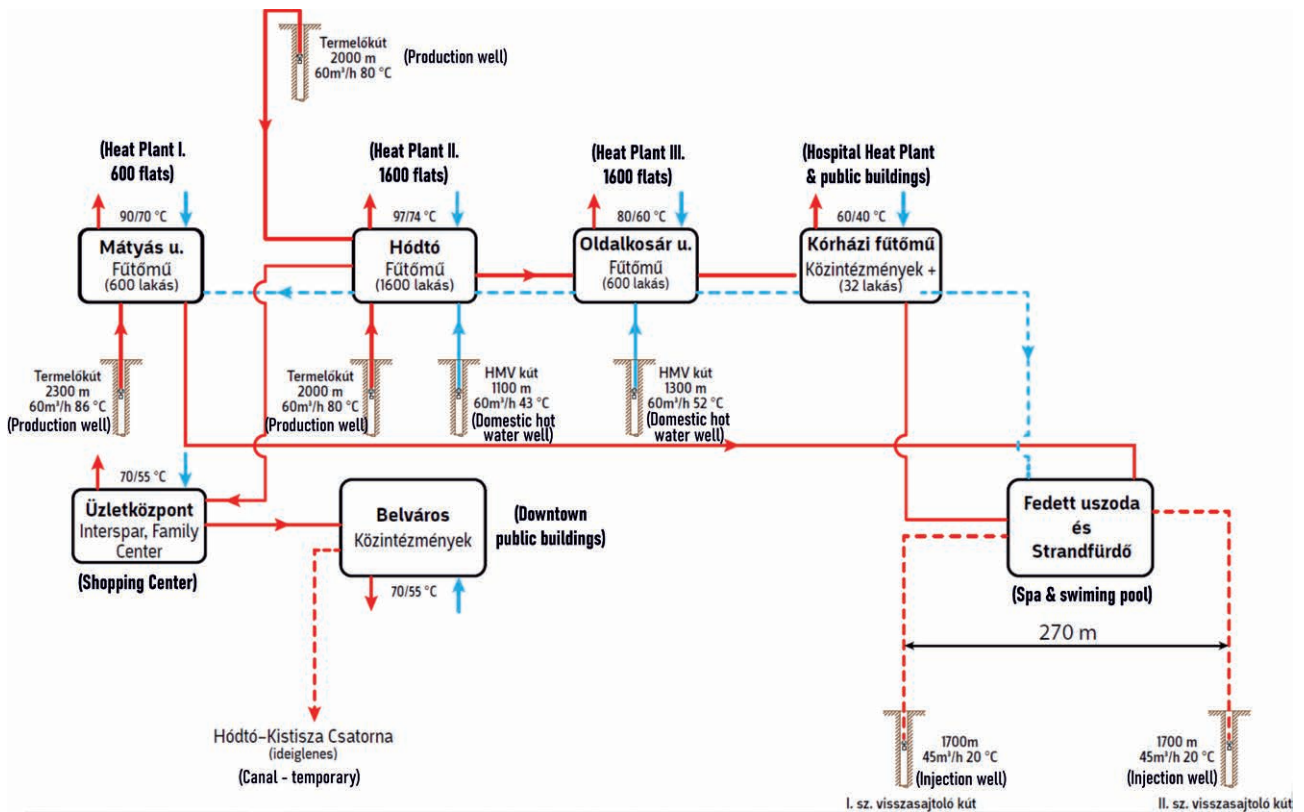 Termelőkút
2000 m
60m³/h 80 °C
(Production well)
(Heat Plant I.
600 flats)
(Heat Plant II.
1600 flats)
(Heat Plant III.
1600 flats)
(Hospital Heat Plant
& public buildings)
90/70 °C
97/74 °C
80/60 °C
60/40 °C
Mátyás u.
Fűtőmű
(600 lakás)
Hódtó
Fűtőmű
(1600 lakás)
Oldalkosár u.
Fűtőmű
(600 lakás)
Kórházi fűtőmű
Közintézmények +
(32 lakás)
Termelőkút
2300 m
60m³/h 86 °C
(Production well)
Termelőkút
2000 m
60m³/h 80 °C
(Production well)
HMV kút
1100 m
60m³/h 43 °C
(Domestic hot
water well)
HMV kút
1300 m
60m³/h 52 °C
(Domestic hot
water well)
70/55 °C
Üzletközpont
Interspar, Family
Center
(Shopping Center)
Belváros
Közintézmények
(Downtown
public buildings)
70/55 °C
Fedett uszoda
és
Strandfürdő
(Spa & swiming pool)
270 m
Hódtó–Kistisza Csatorna
(ideiglenes)
(Canal - temporary)
1700m
45m³/h 20 °C
(Injection well)
I. sz. visszasajtoló kút
1700 m
45m³/h 20 °C
(Injection well)
II. sz. visszasajtoló kút